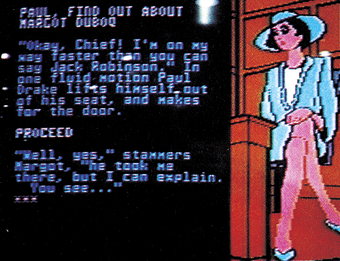 PAUL, FIND OUT ABOUT
MARGOT DUBOQ
"Okay, Chief! I'm on my
way faster than you can
say Jack Robinson." In
one fluid motion Paul
Drake lifts himself out
of his seat, and makes
for the door.
PROCEED
"Well, yes," stammers
Margot, "he took me
there, but I can explain.
You see..."